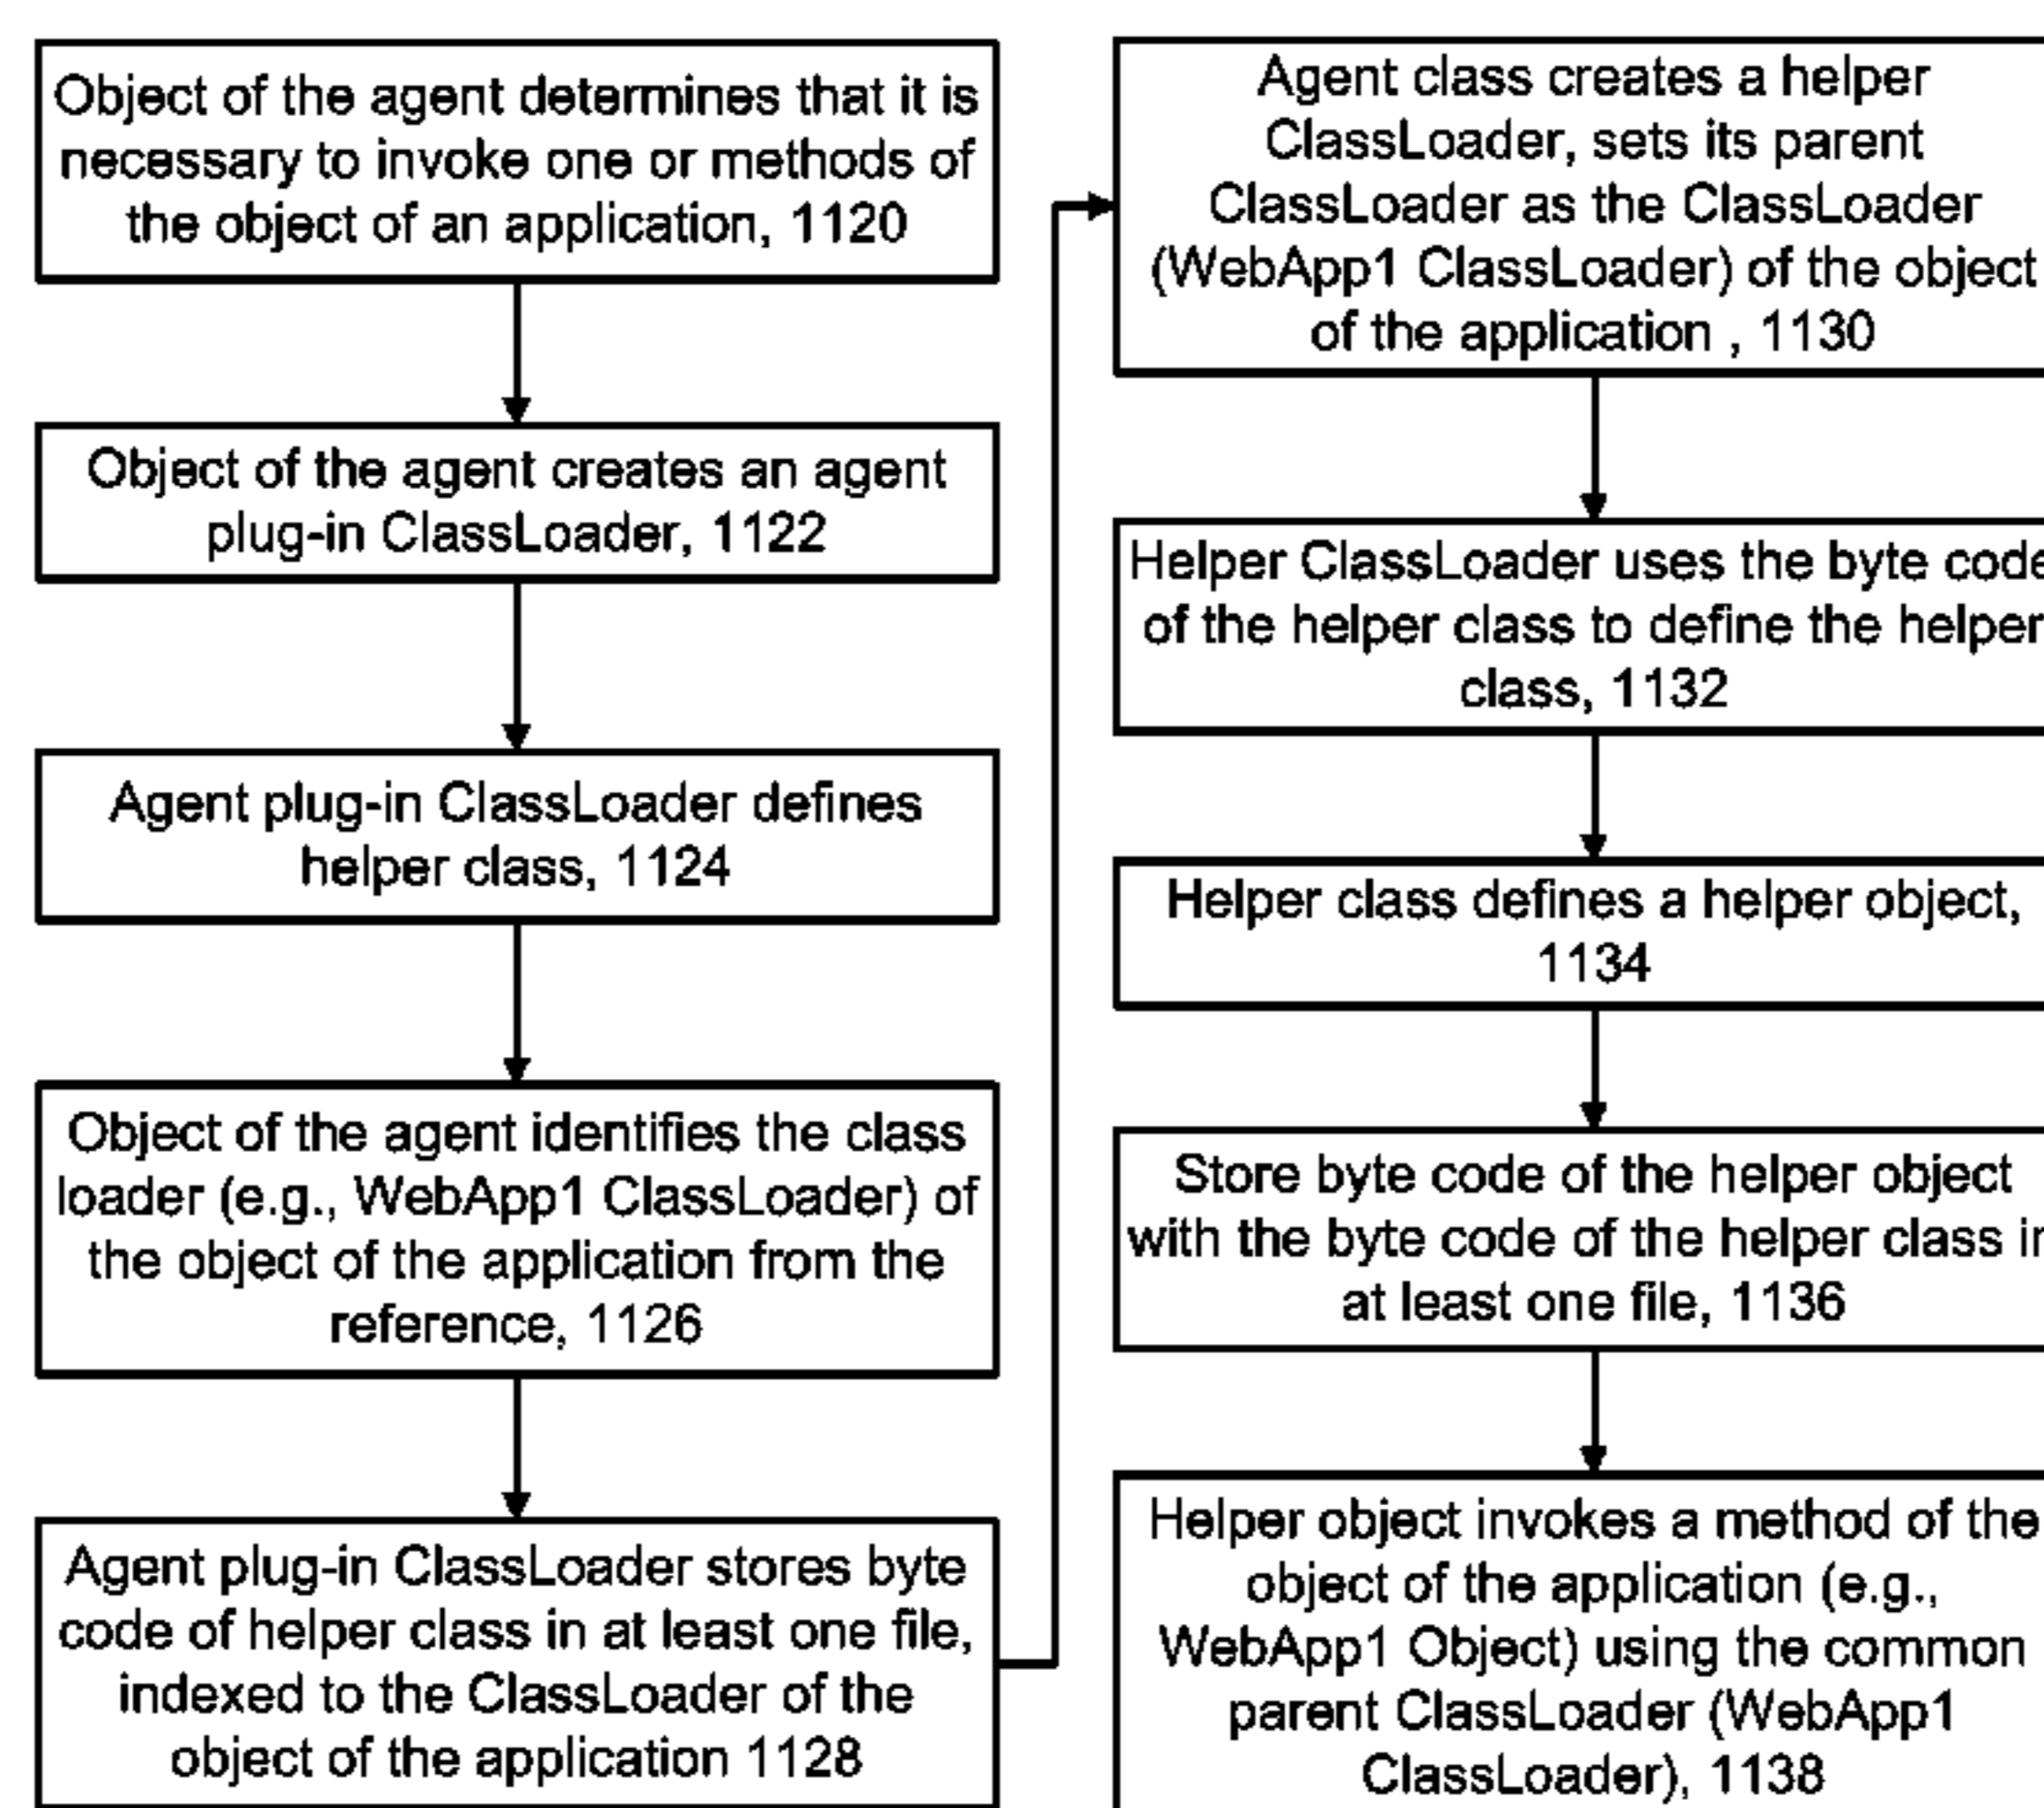 Object of the agent determines that it is
necessary to invoke one or methods of
the object of an application, 1120
Object of the agent creates an agent
plug-in ClassLoader, 1122
Agent plug-in ClassLoader defines
helper class, 1124
Object of the agent identifies the class
loader (e.g., WebApp1 ClassLoader) of
the object of the application from the
reference, 1126
Agent plug-in ClassLoader stores byte
code of helper class in at least one file,
indexed to the ClassLoader of the
object of the application 1128
Agent class creates a helper
ClassLoader, sets its parent
ClassLoader as the ClassLoader
(WebApp1 ClassLoader) of the object
of the application , 1130
Helper ClassLoader uses the byte code
of the helper class to define the helper
class, 1132
Helper class defines a helper object,
1134
Store byte code of the helper object
with the byte code of the helper class in
at least one file, 1136
Helper object invokes a method of the
object of the application (e.g.,
WebApp1 Object) using the common
parent ClassLoader (WebApp1
ClassLoader), 1138